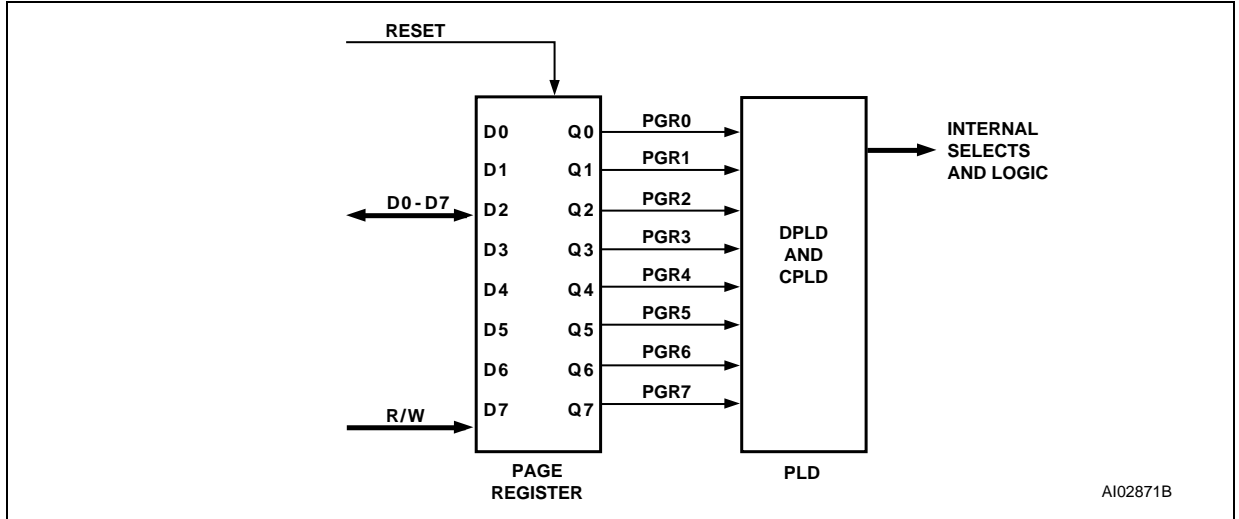 RESET
D0 Q0 PGR0
D1 Q1 PGR1
D0-D7
D2 Q2 PGR2
D3 Q3 PGR3
D4 Q4 PGR4
D5 Q5 PGR5
D6 Q6 PGR6
R/W
D7 Q7 PGR7
DPLD
AND
CPLD
INTERNAL
SELECTS
AND LOGIC
PAGE
REGISTER
PLD
AI02871B